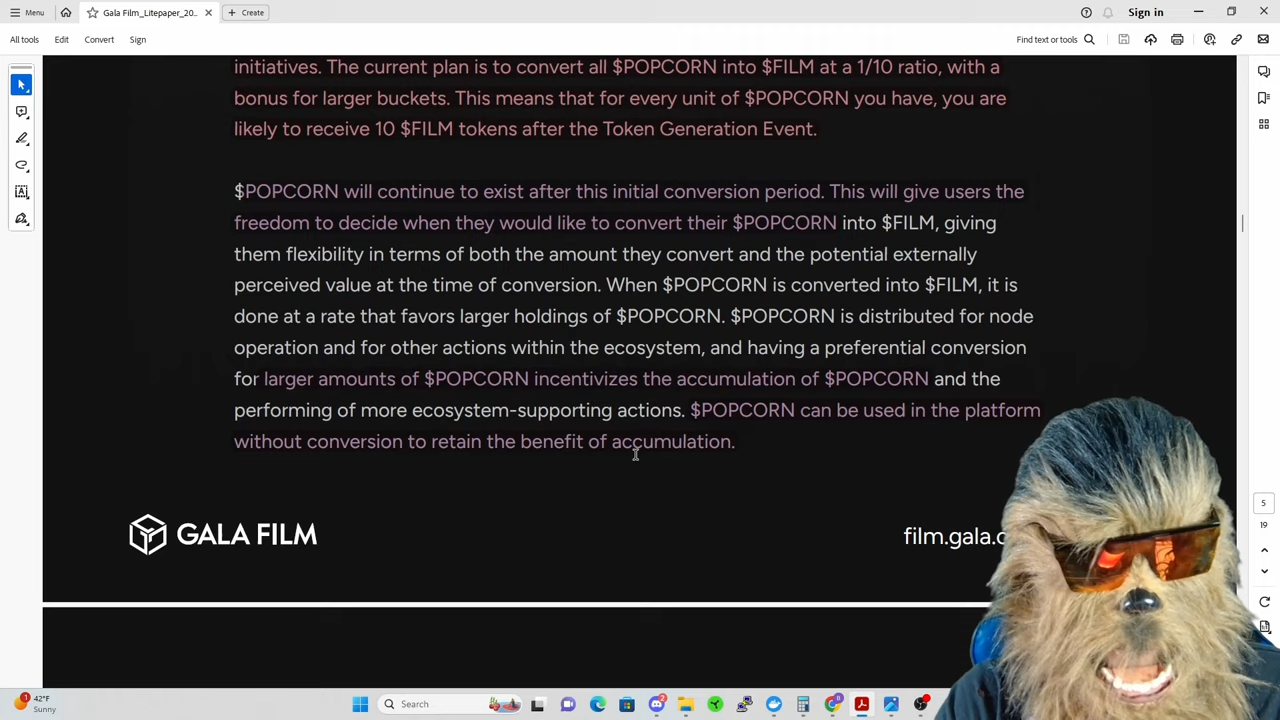 Menu
Gala Film_Litepaper_20...
Create
Sign in
All tools
Edit
Convert
Sign
Find text or tools
initiatives. The current plan is to convert all $POPCORN into $FILM at a 1/10 ratio, with a
bonus for larger buckets. This means that for every unit of $POPCORN you have, you are
likely to receive 10 $FILM tokens after the Token Generation Event.
$POPCORN will continue to exist after this initial conversion period. This will give users the
freedom to decide when they would like to convert their $POPCORN into $FILM, giving
them flexibility in terms of both the amount they convert and the potential externally
perceived value at the time of conversion. When $POPCORN is converted into $FILM, it is
done at a rate that favors larger holdings of $POPCORN. $POPCORN is distributed for node
operation and for other actions within the ecosystem, and having a preferential conversion
for larger amounts of $POPCORN incentivizes the accumulation of $POPCORN and the
performing of more ecosystem-supporting actions. $POPCORN can be used in the platform
without conversion to retain the benefit of accumulation.
GALA FILM
film.gala.c
5
19
1
42°F
Sunny
Search
2